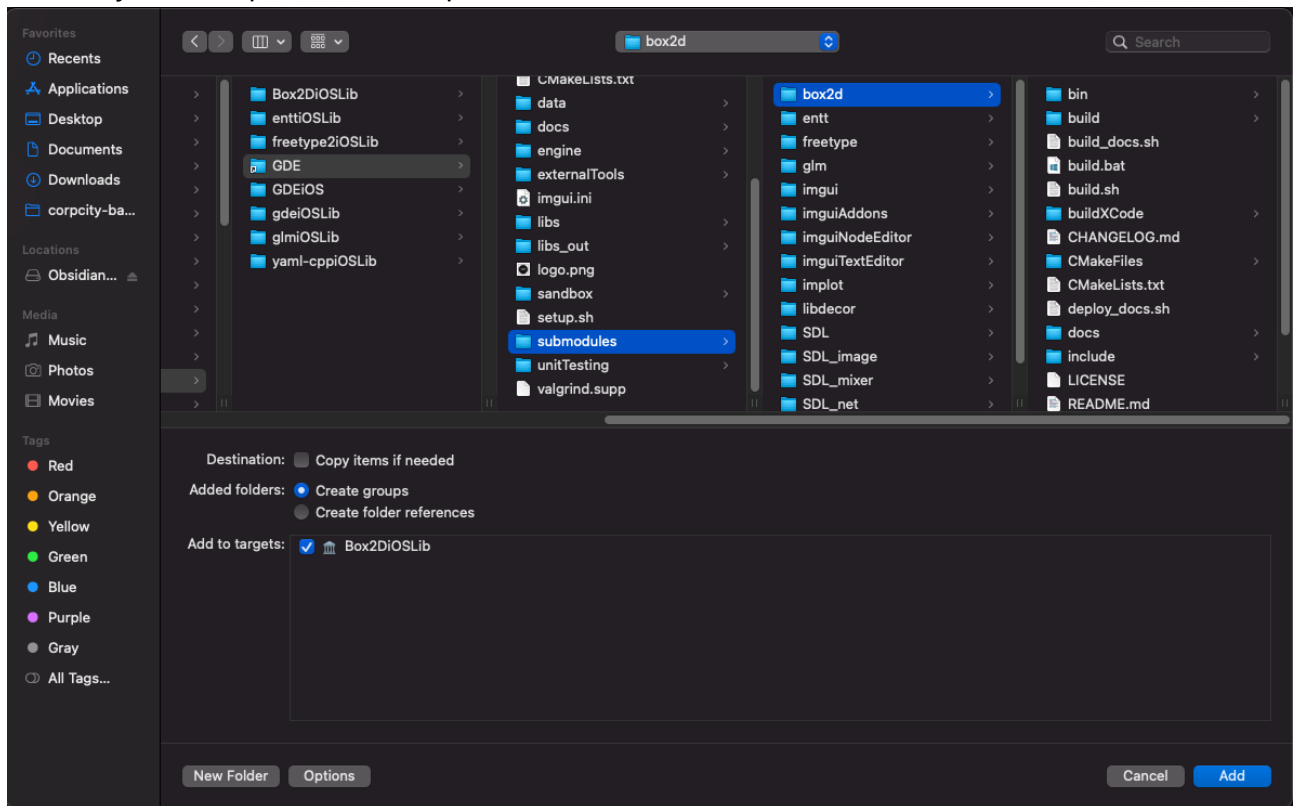 Favorites
Recents
Applications
Desktop
Documents
Downloads
corpcity-ba...
Locations
Obsidian...
Media
Music
Photos
Movies
Tags
Red
Orange
Yellow
Green
Blue
Purple
Gray
All Tags...
box2d
Search
Box2DiOSLib
enttiOSLib
freetype2iOSLib
GDE
GDEiOS
gdeiOSLib
glmiOSLib
yaml-cppiOSLib
CMakeLists.txt
data
docs
engine
externalTools
imgui.ini
libs
libs_out
logo.png
sandbox
setup.sh
submodules
unitTesting
valgrind.supp
box2d
entt
freetype
glm
imgui
imguiAddons
imguiNodeEditor
imguiTextEditor
implot
libdecor
SDL
SDL_image
SDL_mixer
SDL_net
bin
build
build_docs.sh
build.bat
build.sh
buildXCode
CHANGELOG.md
CMakeFiles
CMakeLists.txt
deploy_docs.sh
docs
include
LICENSE
README.md
Destination: Copy items if needed
Added folders: Create groups
Create folder references
Add to targets: Box2DiOSLib
New Folder Options Cancel Add